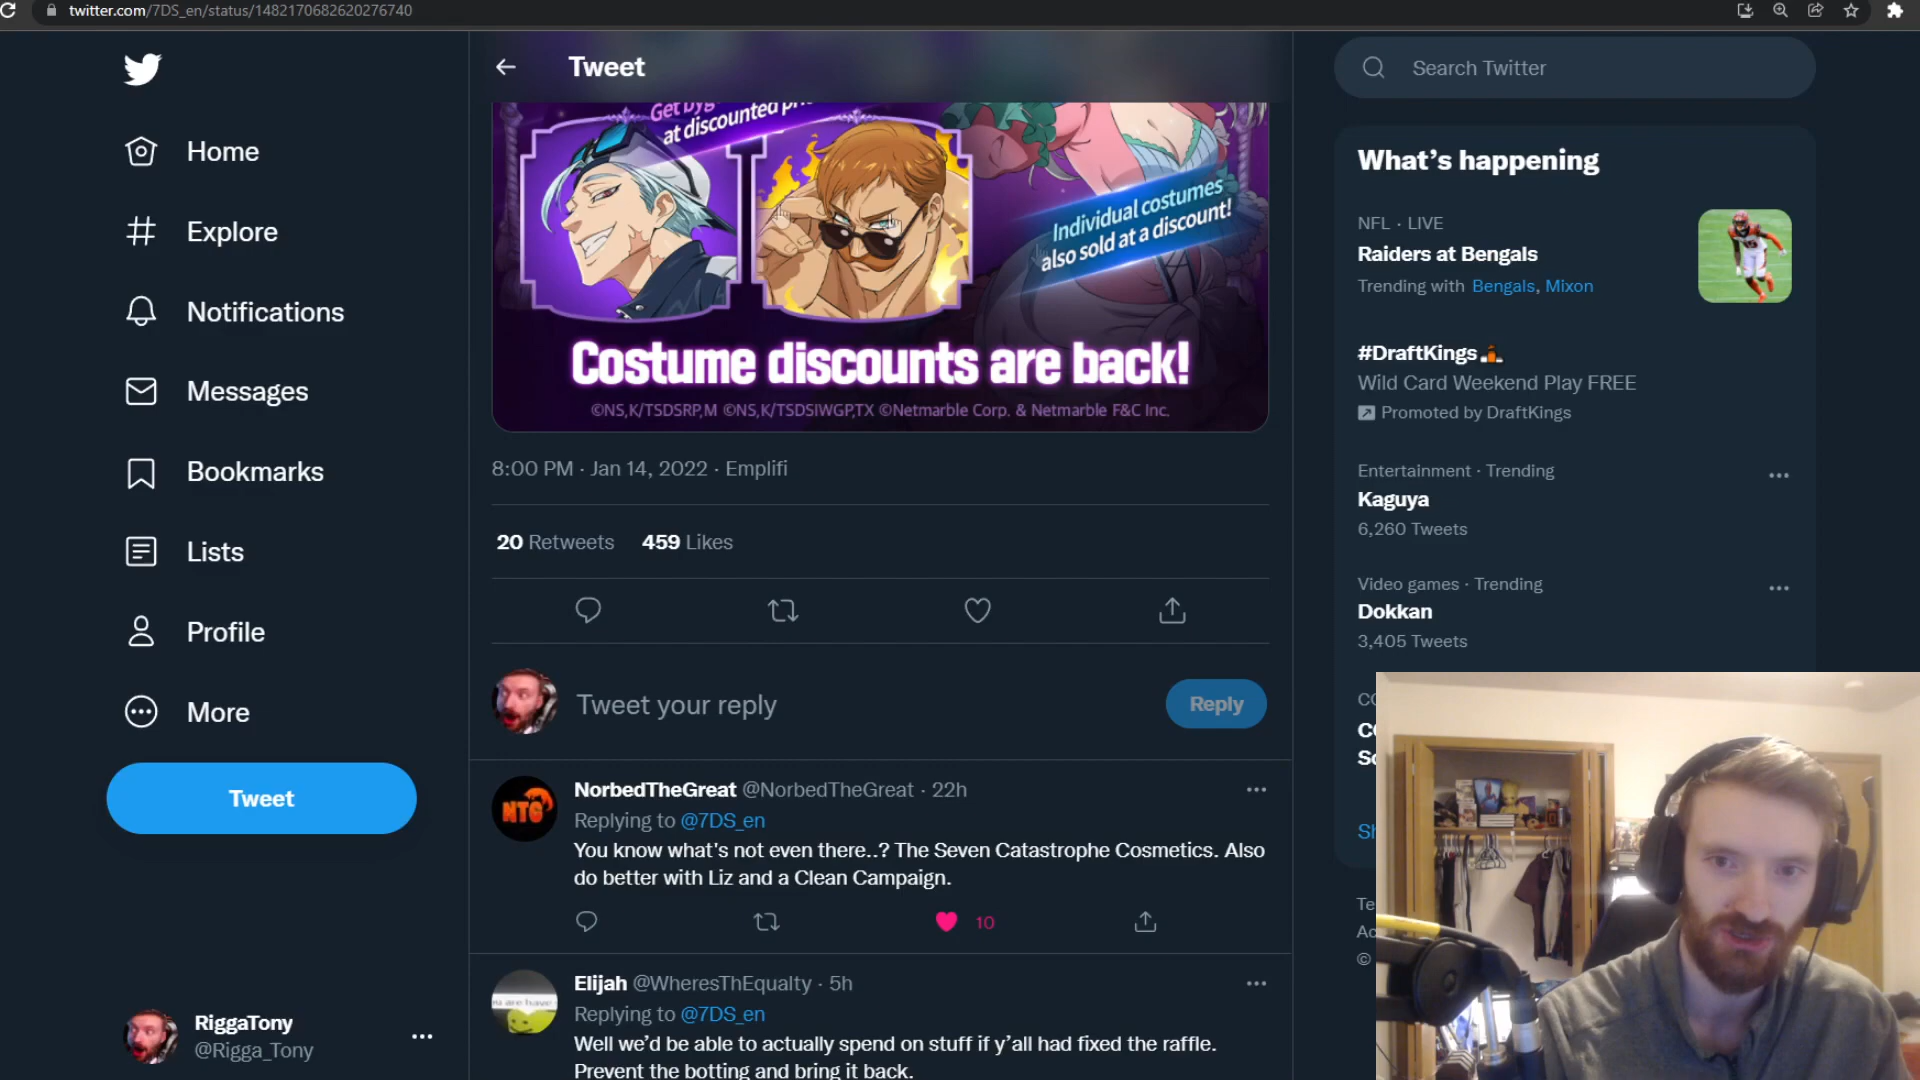 twitter.com/7DS_en/status/1482170682620276740
Tweet
Search Twitter
Home
Explore
Notifications
Messages
Bookmarks
Lists
Profile
More
Tweet
RiggaTony
@Rigga_Tony
Get byg
at discounted pri
Individual costumes
also sold at a discount!
Costume discounts are back!
©NS,K/TSDSRP,M ©NS,K/TSDSIWGP,TX ©Netmarble Corp. & Netmarble F&C Inc.
8:00 PM · Jan 14, 2022 · Emplifi
20 Retweets 459 Likes
Tweet your reply
Reply
NorbedTheGreat @NorbedTheGreat · 22h
NTG
Replying to @7DS_en
You know what's not even there..? The Seven Catastrophe Cosmetics. Also
do better with Liz and a Clean Campaign.
10
Elijah @WheresThEqualty · 5h
Replying to @7DS_en
Well we'd be able to actually spend on stuff if y'all had fixed the raffle.
Prevent the botting and bring it back.
What's happening
NFL · LIVE
Raiders at Bengals
Trending with Bengals, Mixon
#DraftKings
Wild Card Weekend Play FREE
Promoted by DraftKings
Entertainment · Trending
Kaguya
6,260 Tweets
Video games · Trending
Dokkan
3,405 Tweets
Te
©